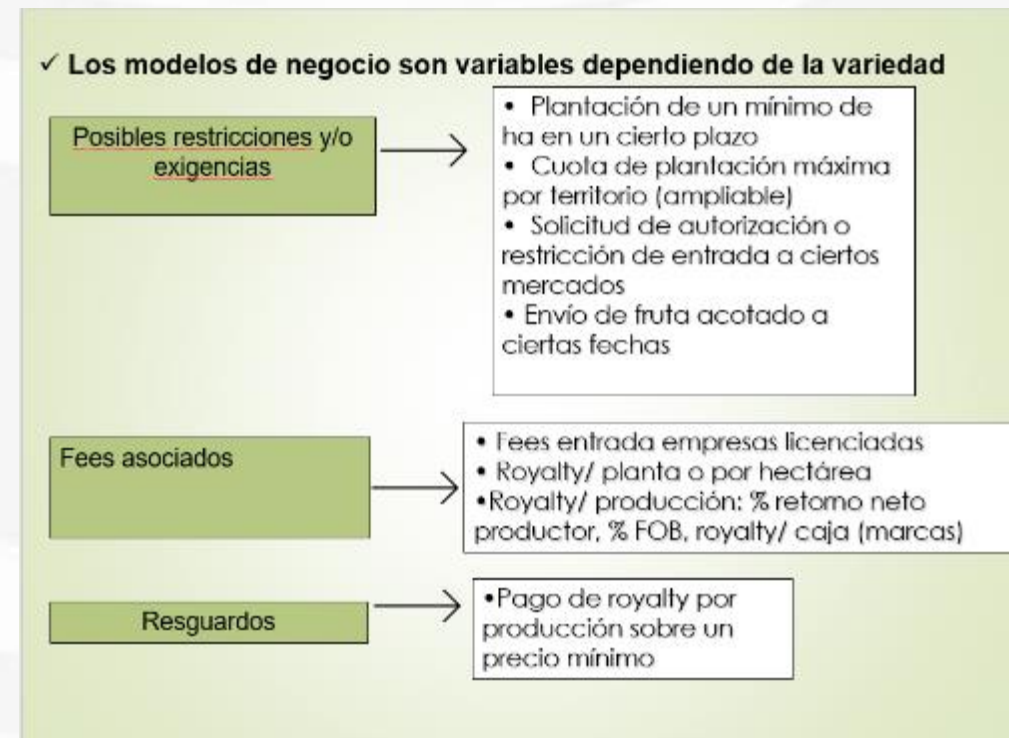 ✓ Los modelos de negocio son variables dependiendo de la variedad
Posibles restricciones y/o
exigencias
• Plantación de un mínimo de
ha en un cierto plazo
• Cuota de plantación máxima
por territorio (ampliable)
• Solicitud de autorización o
restricción de entrada a ciertos
mercados
• Envío de fruta acotado a
ciertas fechas
Fees asociados
• Fees entrada empresas licenciadas
• Royalty/ planta o por hectárea
•Royalty/ producción: % retorno neto
productor, % FOB, royalty/ caja (marcas)
Resguardos
•Pago de royalty por
producción sobre un
precio mínimo